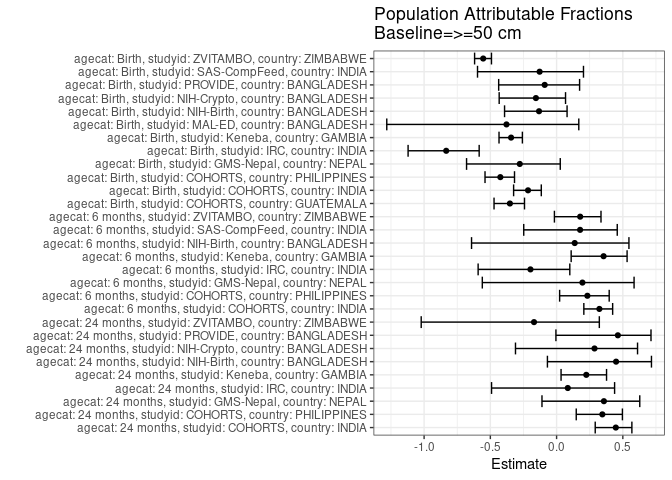 Population Attributable Fractions
Baseline=>=50 cm
agecat: Birth, studyid: ZVITAMBO, country: ZIMBABWE
agecat: Birth, studyid: SAS-CompFeed, country: INDIA
agecat: Birth, studyid: PROVIDE, country: BANGLADESH
agecat: Birth, studyid: NIH-Crypto, country: BANGLADESH
agecat: Birth, studyid: NIH-Birth, country: BANGLADESH
agecat: Birth, studyid: MAL-ED, country: BANGLADESH
agecat: Birth, studyid: Keneba, country: GAMBIA
agecat: Birth, studyid: IRC, country: INDIA
agecat: Birth, studyid: GMS-Nepal, country: NEPAL
agecat: Birth, studyid: COHORTS, country: PHILIPPINES
agecat: Birth, studyid: COHORTS, country: INDIA
agecat: Birth, studyid: COHORTS, country: GUATEMALA
agecat: 6 months, studyid: ZVITAMBO, country: ZIMBABWE
agecat: 6 months, studyid: SAS-CompFeed, country: INDIA
agecat: 6 months, studyid: NIH-Birth, country: BANGLADESH
agecat: 6 months, studyid: Keneba, country: GAMBIA
agecat: 6 months, studyid: IRC, country: INDIA
agecat: 6 months, studyid: GMS-Nepal, country: NEPAL
agecat: 6 months, studyid: COHORTS, country: PHILIPPINES
agecat: 6 months, studyid: COHORTS, country: INDIA
agecat: 24 months, studyid: ZVITAMBO, country: ZIMBABWE
agecat: 24 months, studyid: PROVIDE, country: BANGLADESH
agecat: 24 months, studyid: NIH-Crypto, country: BANGLADESH
agecat: 24 months, studyid: NIH-Birth, country: BANGLADESH
agecat: 24 months, studyid: Keneba, country: GAMBIA
agecat: 24 months, studyid: IRC, country: INDIA
agecat: 24 months, studyid: GMS-Nepal, country: NEPAL
agecat: 24 months, studyid: COHORTS, country: PHILIPPINES
agecat: 24 months, studyid: COHORTS, country: INDIA
-1.0 -0.5 0.0 0.5
Estimate